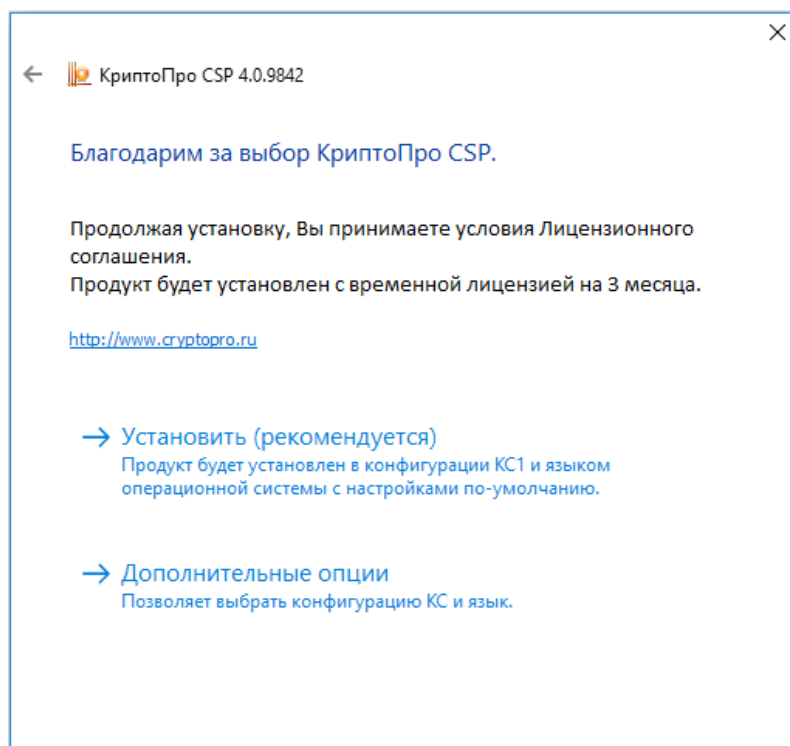 КриптоПро CSP 4.0.9842
Благодарим за выбор КриптоПро CSP.
Продолжая установку, Вы принимаете условия Лицензионного
соглашения.
Продукт будет установлен с временной лицензией на 3 месяца.
http://www.cryptopro.ru
Установить (рекомендуется)
Продукт будет установлен в конфигурации КС1 и языком
операционной системы с настройками по-умолчанию.
Дополнительные опции
Позволяет выбрать конфигурацию КС и язык.